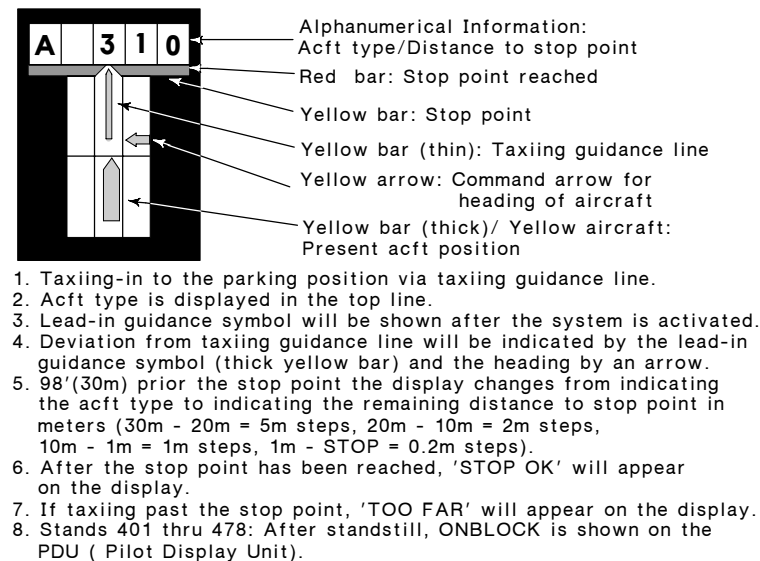 A 310
Alphanumerical Information:
Acft type/Distance to stop point
Red bar: Stop point reached
Yellow bar: Stop point
Yellow bar (thin): Taxiing guidance line
Yellow arrow: Command arrow for
heading of aircraft
Yellow bar (thick)/ Yellow aircraft:
Present acft position
1. Taxiing-in to the parking position via taxiing guidance line.
2. Acft type is displayed in the top line.
3. Lead-in guidance symbol will be shown after the system is activated.
4. Deviation from taxiing guidance line will be indicated by the lead-in
guidance symbol (thick yellow bar) and the heading by an arrow.
5. 98'(30m) prior the stop point the display changes from indicating
the acft type to indicating the remaining distance to stop point in
meters (30m - 20m = 5m steps, 20m - 10m = 2m steps,
10m - 1m = 1m steps, 1m - STOP = 0.2m steps).
6. After the stop point has been reached, 'STOP OK' will appear
on the display.
7. If taxiing past the stop point, 'TOO FAR' will appear on the display.
8. Stands 401 thru 478: After standstill, ONBLOCK is shown on the
PDU ( Pilot Display Unit).